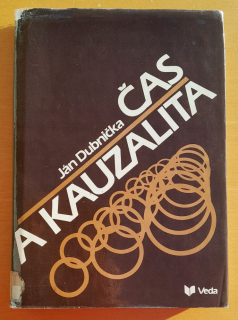 Ján Dubnička
ČAS
A KAUZALITA
Veda